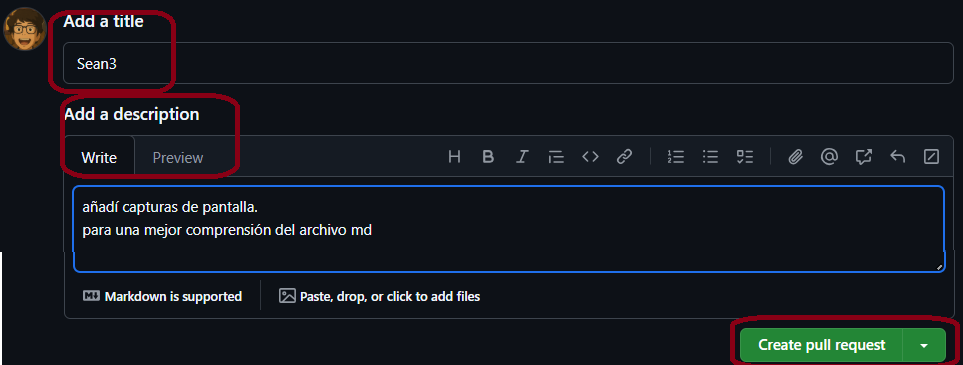 Add a title
Sean3
Add a description
Write Preview
añadí capturas de pantalla.
para una mejor comprensión del archivo md
Markdown is supported Paste, drop, or click to add files
Create pull request